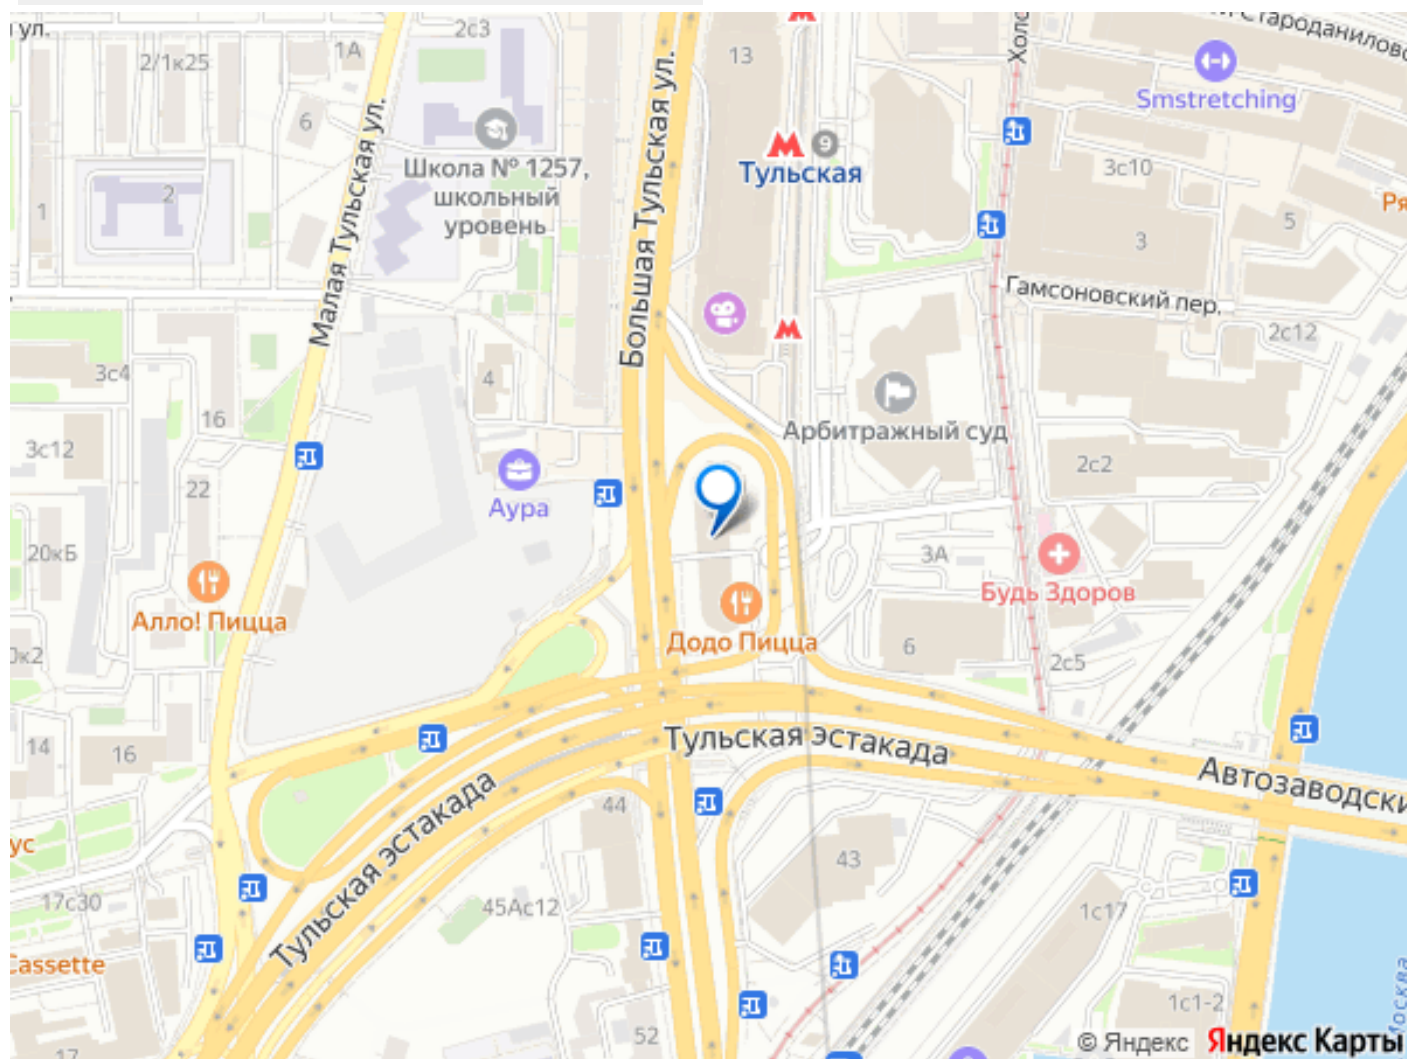 ул.
2с3
1А
2/1к25
6
13
Smstretching
Школа № 1257,
школьный
уровень
9
Тульская
3с10
5
3
2
1
Малая Тульская ул.
Большая Тульская ул.
Гамсоновский пер.
2с12
3с4
4
16
3с12
22
Аура
Арбитражный суд
2с2
20кБ
3А
Будь Здоров
Алло! Пицца
Додо Пицца
6
2с5
14
16
Тульская эстакада
Тульская эстакада
44
43
17с30
45Ас12
1с17
Cassette
1с1-2
52
17
© Яндекс
Яндекс Карты